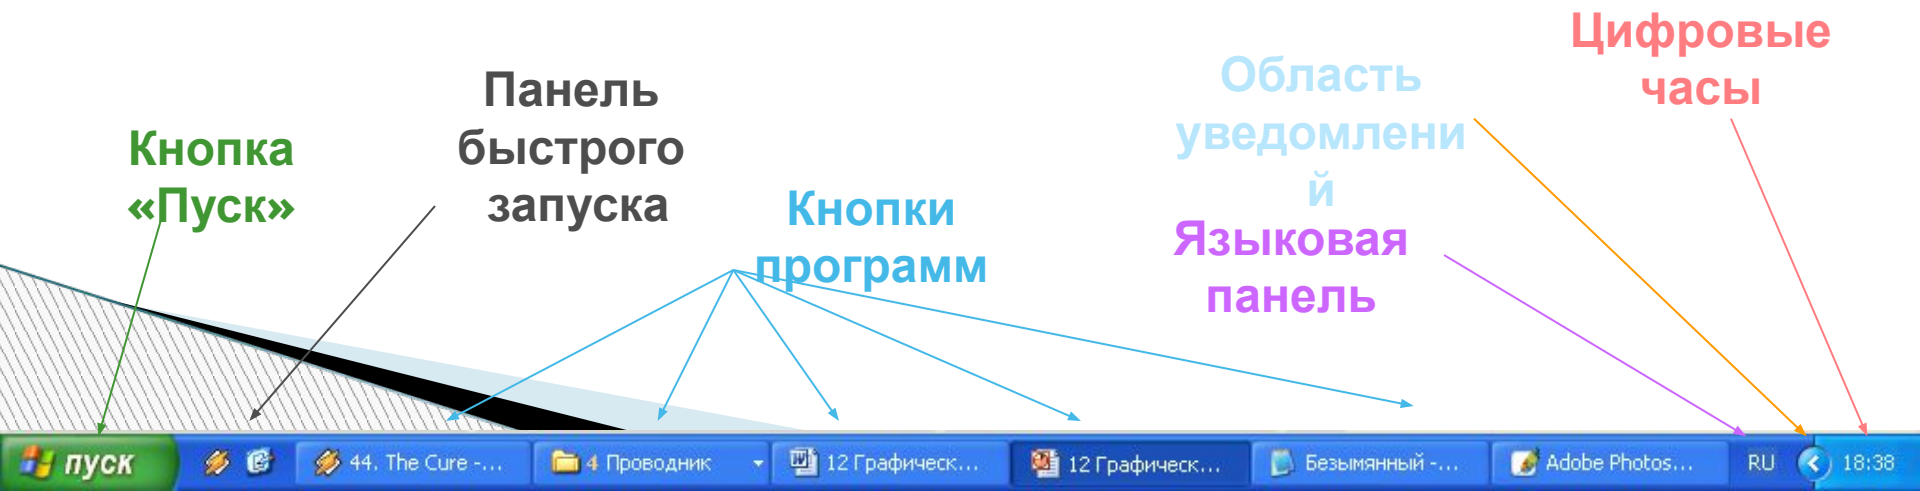 Цифровые
часы
Область
уведомлени
й
Панель
быстрого
запуска
Кнопка
«Пуск»
Кнопки
программ
Языковая
панель
пуск
44. The Cure -...
4 Проводник
12 Графическ...
12 Графическ...
Безымянный -...
Adobe Photos...
RU
18:38